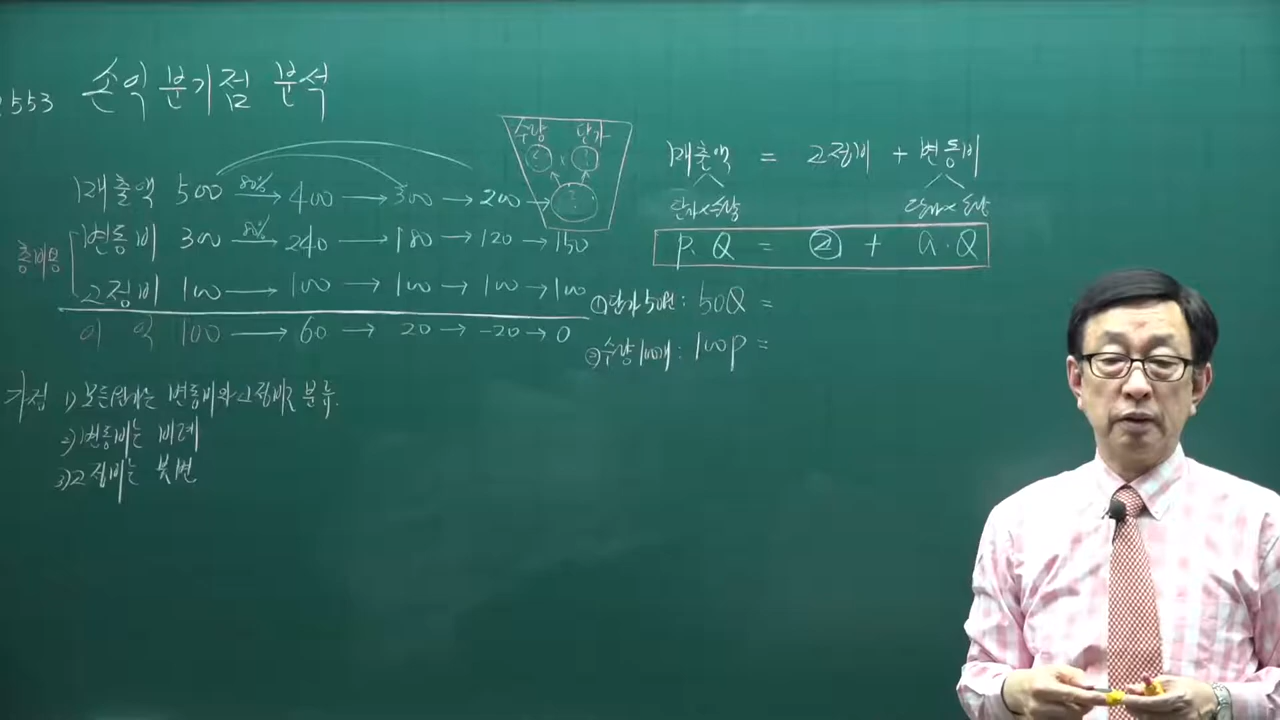 553 손익분기점 분석
매출액 500 80%→ 400 → 300 → 200 →
수량 단가
x
총비용
변동비 300 80%→ 240 → 180 → 120 → 150
고정비 100 → 100 → 100 → 100 → 100
이 익 100 → 60 → 20 → -20 → 0
매출액 = 고정비 + 변동비
단가×수량 단가×수량
P. Q = + a.Q
①단가 50원: 50Q =
②수량 100개: 100P =
가정 1) 모든원가는 변동비와 고정비로 분류.
2) 변동비는 비례
3) 고정비는 불변